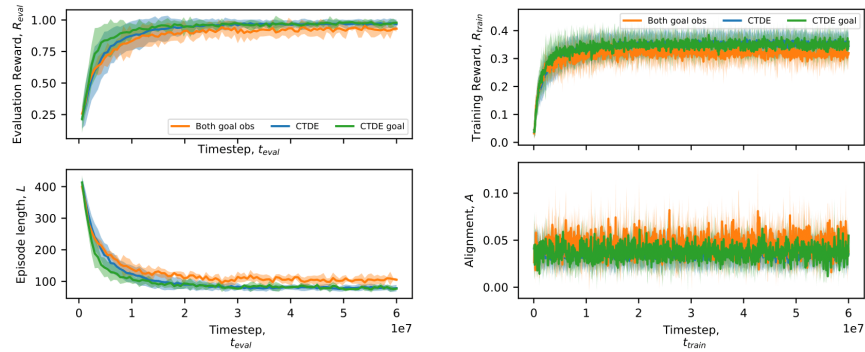 Evaluation Reward, R_eval
1.00
0.75
0.50
0.25
Both goal obs CTDE CTDE goal
Timestep, t_eval
Training Reward, R_train
0.4
0.3
0.2
0.1
0.0
Both goal obs CTDE CTDE goal
Episode length, L
400
300
200
100
0 1 2 3 4 5 6
1e7
Timestep,
t_eval
Alignment, A
0.10
0.05
0.00
0 1 2 3 4 5 6
1e7
Timestep,
t_train